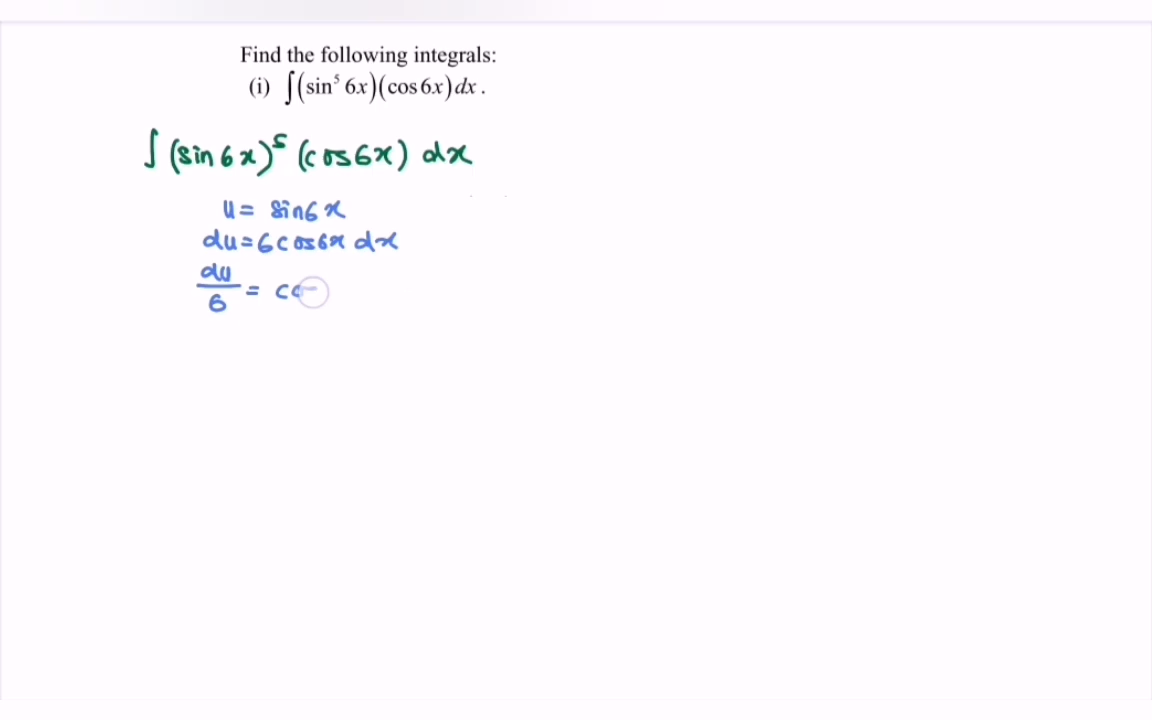 Find the following integrals:
(i) ∫(sin⁵ 6x)(cos 6x)dx.
∫ (sin 6x)⁵ (cos6x) dx
u = sin6x
du = 6cos6x dx
du/6 = co